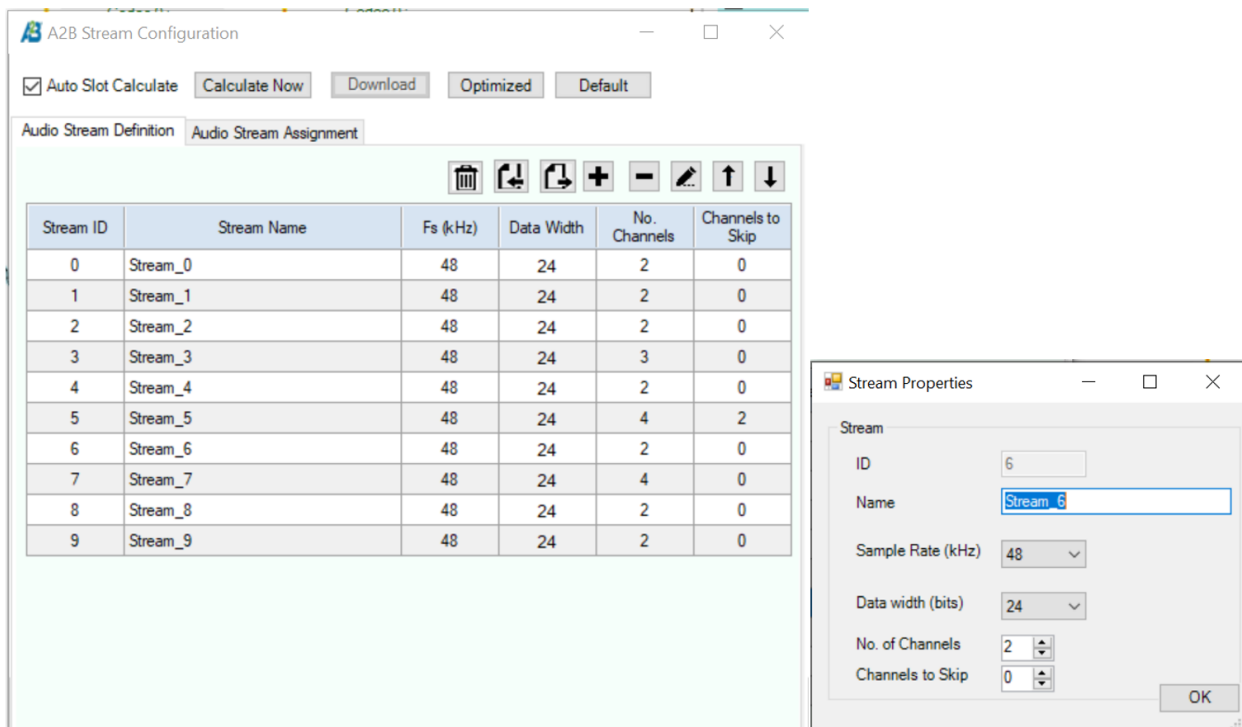 A2B Stream Configuration
Auto Slot Calculate Calculate Now Download Optimized Default
Audio Stream Definition Audio Stream Assignment
Stream ID Stream Name Fs (kHz) Data Width No. Channels Channels to Skip
0 Stream_0 48 24 2 0
1 Stream_1 48 24 2 0
2 Stream_2 48 24 2 0
3 Stream_3 48 24 3 0
4 Stream_4 48 24 2 0
5 Stream_5 48 24 4 2
6 Stream_6 48 24 2 0
7 Stream_7 48 24 4 0
8 Stream_8 48 24 2 0
9 Stream_9 48 24 2 0
Stream Properties
Stream
ID 6
Name Stream_6
Sample Rate (kHz) 48
Data width (bits) 24
No. of Channels 2
Channels to Skip 0
OK